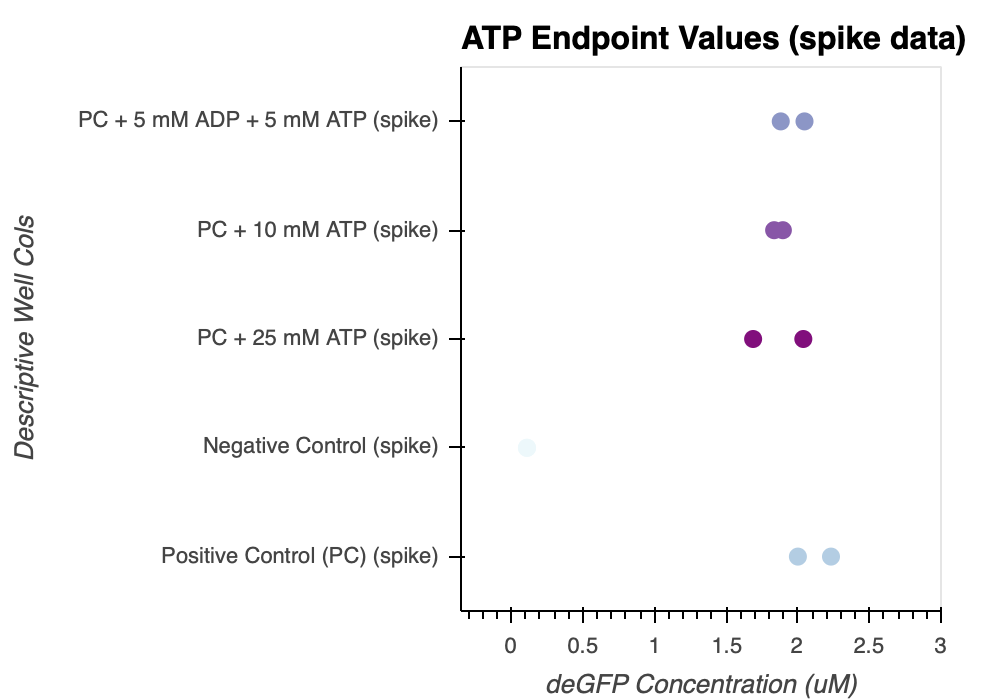 ATP Endpoint Values (spike data)
PC + 5 mM ADP + 5 mM ATP (spike)
PC + 10 mM ATP (spike)
PC + 25 mM ATP (spike)
Negative Control (spike)
Positive Control (PC) (spike)
Descriptive Well Cols
0 0.5 1 1.5 2 2.5 3
deGFP Concentration (uM)